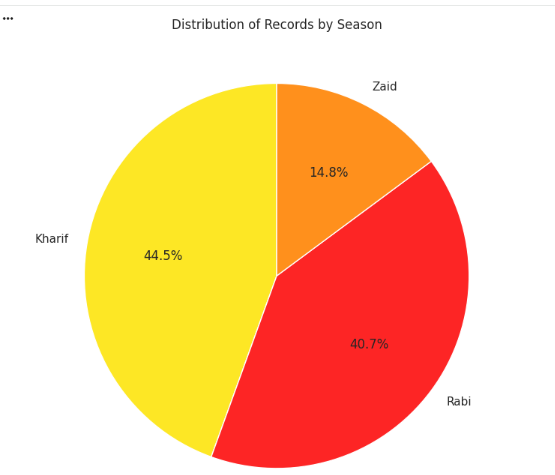 ...
Distribution of Records by Season
Zaid
14.8%
Kharif
44.5%
40.7%
Rabi